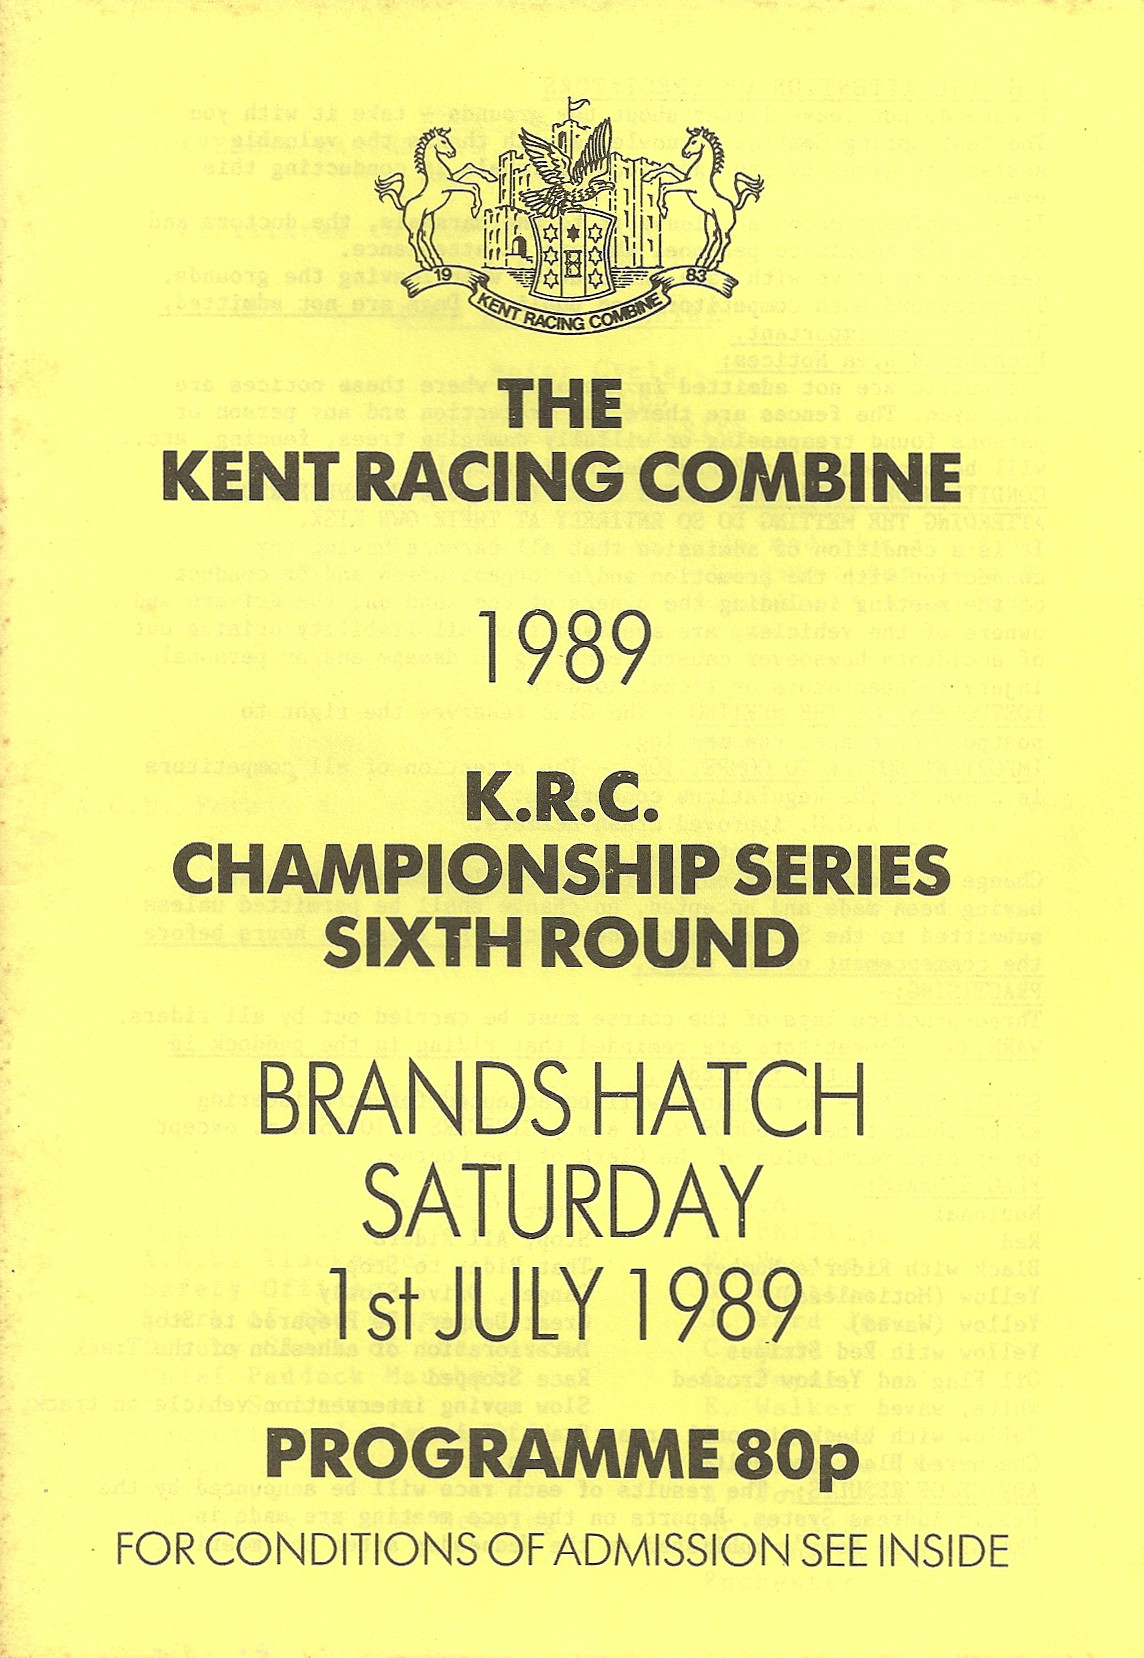 19 83
KENT RACING COMBINE
THE
KENT RACING COMBINE
1989
K.R.C.
CHAMPIONSHIP SERIES
SIXTH ROUND
BRANDS HATCH
SATURDAY
1st JULY 1989
PROGRAMME 80p
FOR CONDITIONS OF ADMISSION SEE INSIDE